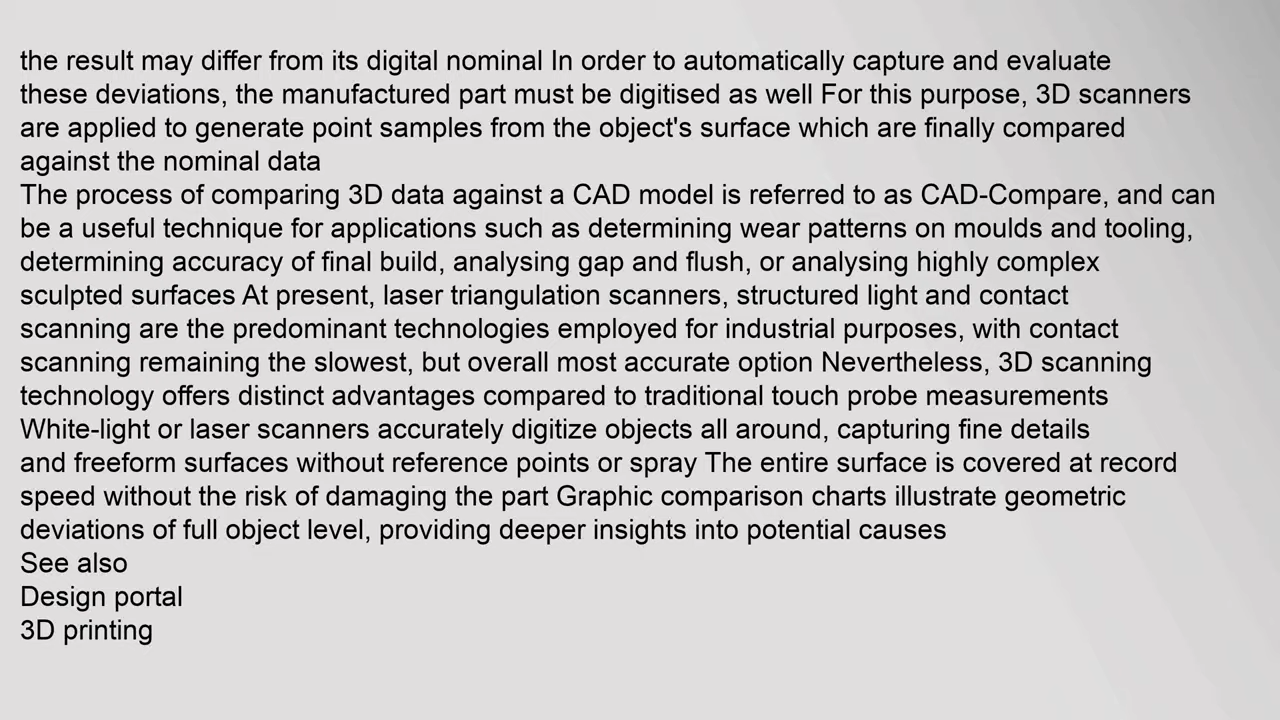 the result may differ from its digital nominal In order to automatically capture and evaluate
these deviations, the manufactured part must be digitised as well For this purpose, 3D scanners
are applied to generate point samples from the object's surface which are finally compared
against the nominal data
The process of comparing 3D data against a CAD model is referred to as CAD-Compare, and can
be a useful technique for applications such as determining wear patterns on moulds and tooling,
determining accuracy of final build, analysing gap and flush, or analysing highly complex
sculpted surfaces At present, laser triangulation scanners, structured light and contact
scanning are the predominant technologies employed for industrial purposes, with contact
scanning remaining the slowest, but overall most accurate option Nevertheless, 3D scanning
technology offers distinct advantages compared to traditional touch probe measurements
White-light or laser scanners accurately digitize objects all around, capturing fine details
and freeform surfaces without reference points or spray The entire surface is covered at record
speed without the risk of damaging the part Graphic comparison charts illustrate geometric
deviations of full object level, providing deeper insights into potential causes
See also
Design portal
3D printing